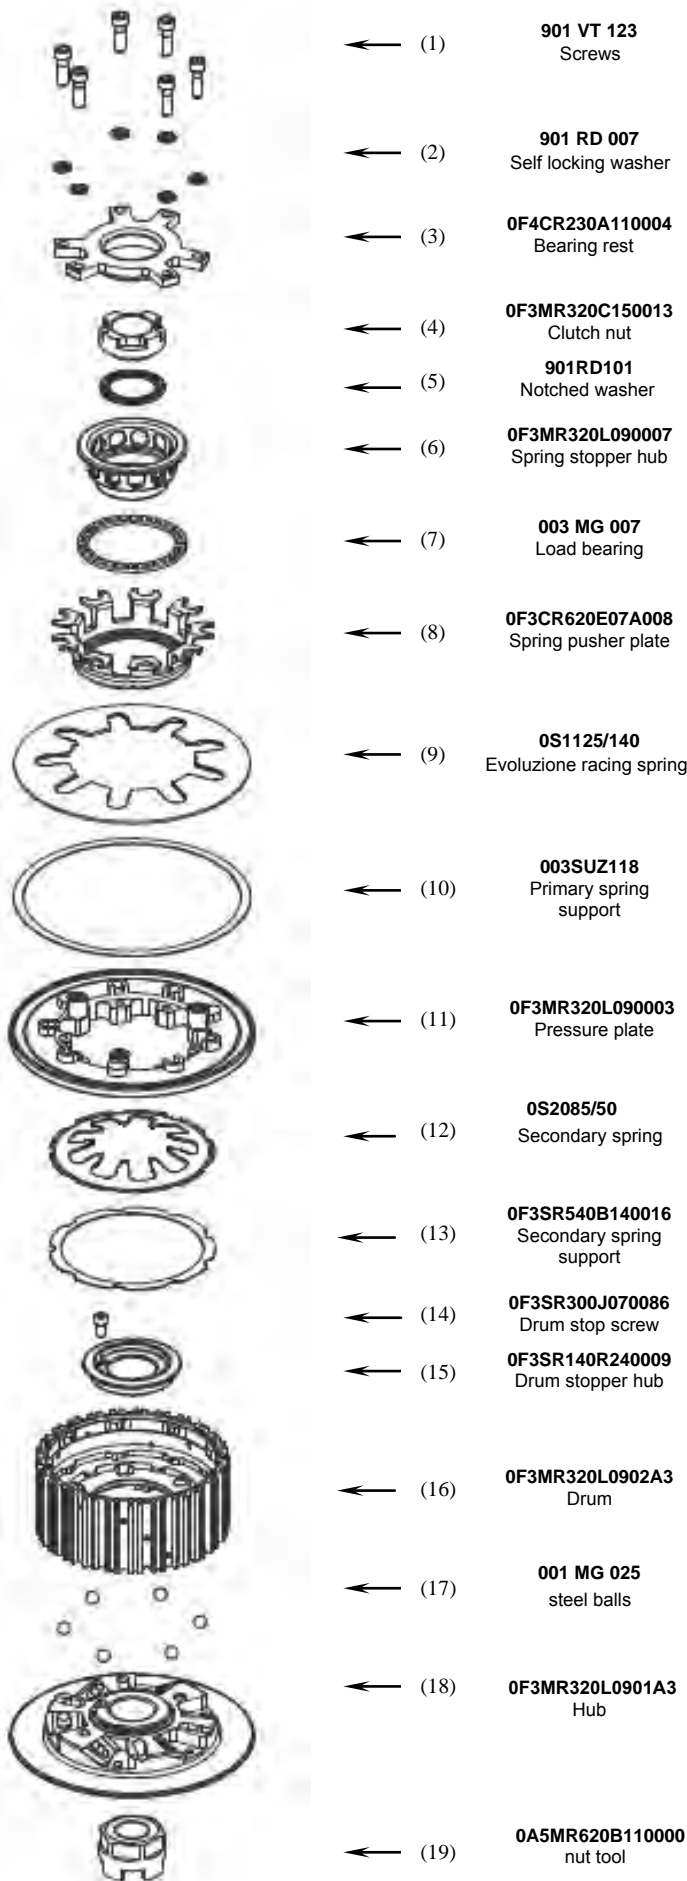 (1) 901 VT 123
Screws
(2) 901 RD 007
Self locking washer
(3) 0F4CR230A110004
Bearing rest
(4) 0F3MR320C150013
Clutch nut
(5) 901RD101
Notched washer
(6) 0F3MR320L090007
Spring stopper hub
(7) 003 MG 007
Load bearing
(8) 0F3CR620E07A008
Spring pusher plate
(9) 0S1125/140
Evoluzione racing spring
(10) 003SUZ118
Primary spring
support
(11) 0F3MR320L090003
Pressure plate
(12) 0S2085/50
Secondary spring
(13) 0F3SR540B140016
Secondary spring
support
(14) 0F3SR300J070086
Drum stop screw
(15) 0F3SR140R240009
Drum stopper hub
(16) 0F3MR320L0902A3
Drum
(17) 001 MG 025
steel balls
(18) 0F3MR320L0901A3
Hub
(19) 0A5MR620B110000
nut tool